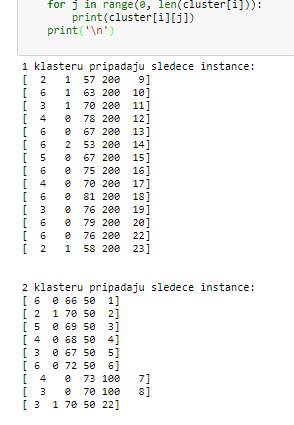 for j in range(0, len(cluster[i])):
print(cluster[i][j])
print('\n')
1 klasteru pripadaju sledece instance:
[ 2 1 57 200 9]
[ 6 1 63 200 10]
[ 3 1 70 200 11]
[ 4 0 78 200 12]
[ 6 0 67 200 13]
[ 6 2 53 200 14]
[ 5 0 67 200 15]
[ 6 0 75 200 16]
[ 4 0 70 200 17]
[ 6 0 81 200 18]
[ 3 0 76 200 19]
[ 6 0 79 200 20]
[ 6 0 76 200 22]
[ 2 1 58 200 23]
2 klasteru pripadaju sledece instance:
[ 6 0 66 50 1]
[ 2 1 70 50 2]
[ 5 0 69 50 3]
[ 4 0 68 50 4]
[ 3 0 67 50 5]
[ 6 0 72 50 6]
[ 4 0 73 100 7]
[ 3 0 70 100 8]
[ 3 1 70 50 22]